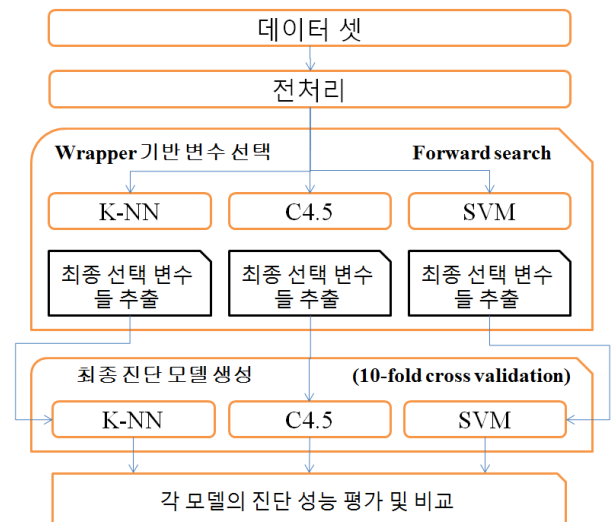 데이터 셋
전처리
Wrapper 기반 변수 선택 Forward search
K-NN C4.5 SVM
최종 선택 변수 최종 선택 변수 최종 선택 변수
들 추출 들 추출 들 추출
최종 진단 모델 생성 (10-fold cross validation)
K-NN C4.5 SVM
각 모델의 진단 성능 평가 및 비교